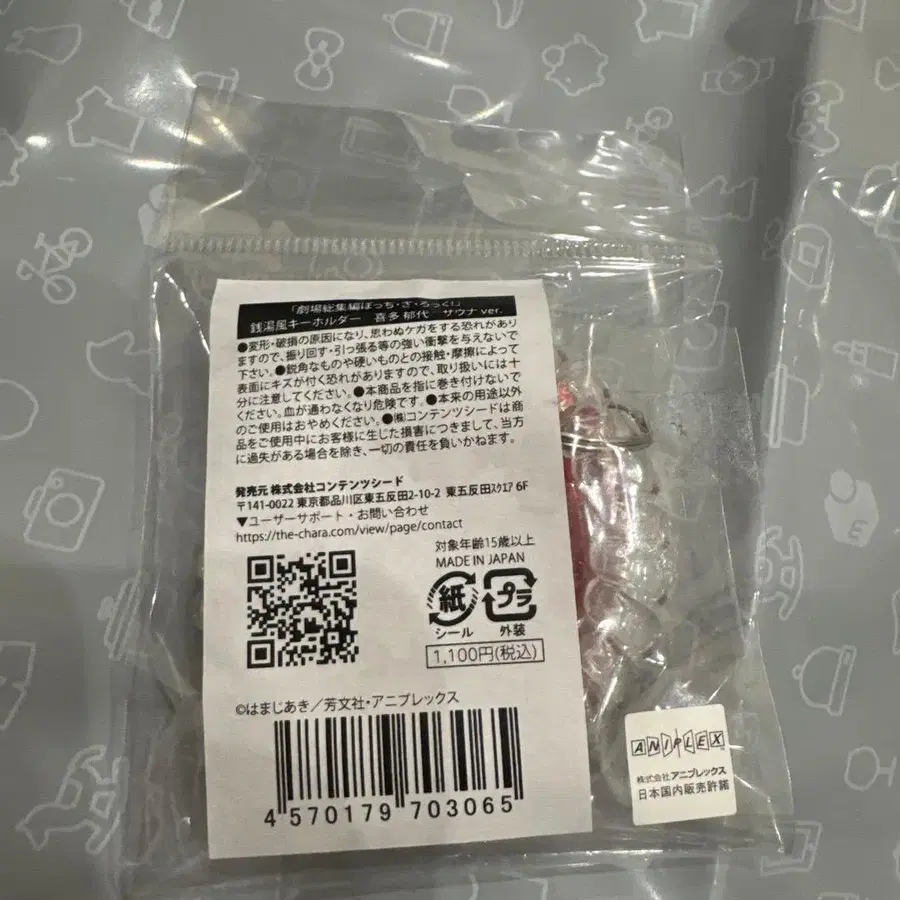 「劇場総集編ぼっち・ざ・ろっく!」
銭湯風キーホルダー　喜多 郁代　サウナ ver.
●変形・破損の原因になり、思わぬケガをする恐れがあり
ますので、振り回す・引っ張る等の強い衝撃を与えないで
下さい。●鋭角なものや硬いものとの接触・摩擦によって
表面にキズが付く恐れがありますので、取り扱いには十
分に注意してください。●本商品を指に巻き付けないで
ください。血が通わなくなり危険です。●本来の用途以外
のご使用はおやめください。●㈱コンテンツシードは商
品をご使用中にお客様に生じた損害につきまして、当方
に過失がある場合を除き、一切の責任を負いかねます。
発売元 株式会社コンテンツシード
〒141-0022 東京都品川区東五反田2-10-2 東五反田ｽｸｴｱ 6F
▼ユーザーサポート・お問い合わせ
https://the-chara.com/view/page/contact
対象年齢15歳以上
MADE IN JAPAN
紙 プラ
シール 外装
1,100円(税込)
©はまじあき／芳文社・アニプレックス
4 570179 703065
ANIPLEX
株式会社 アニプレックス
日本国内販売許諾